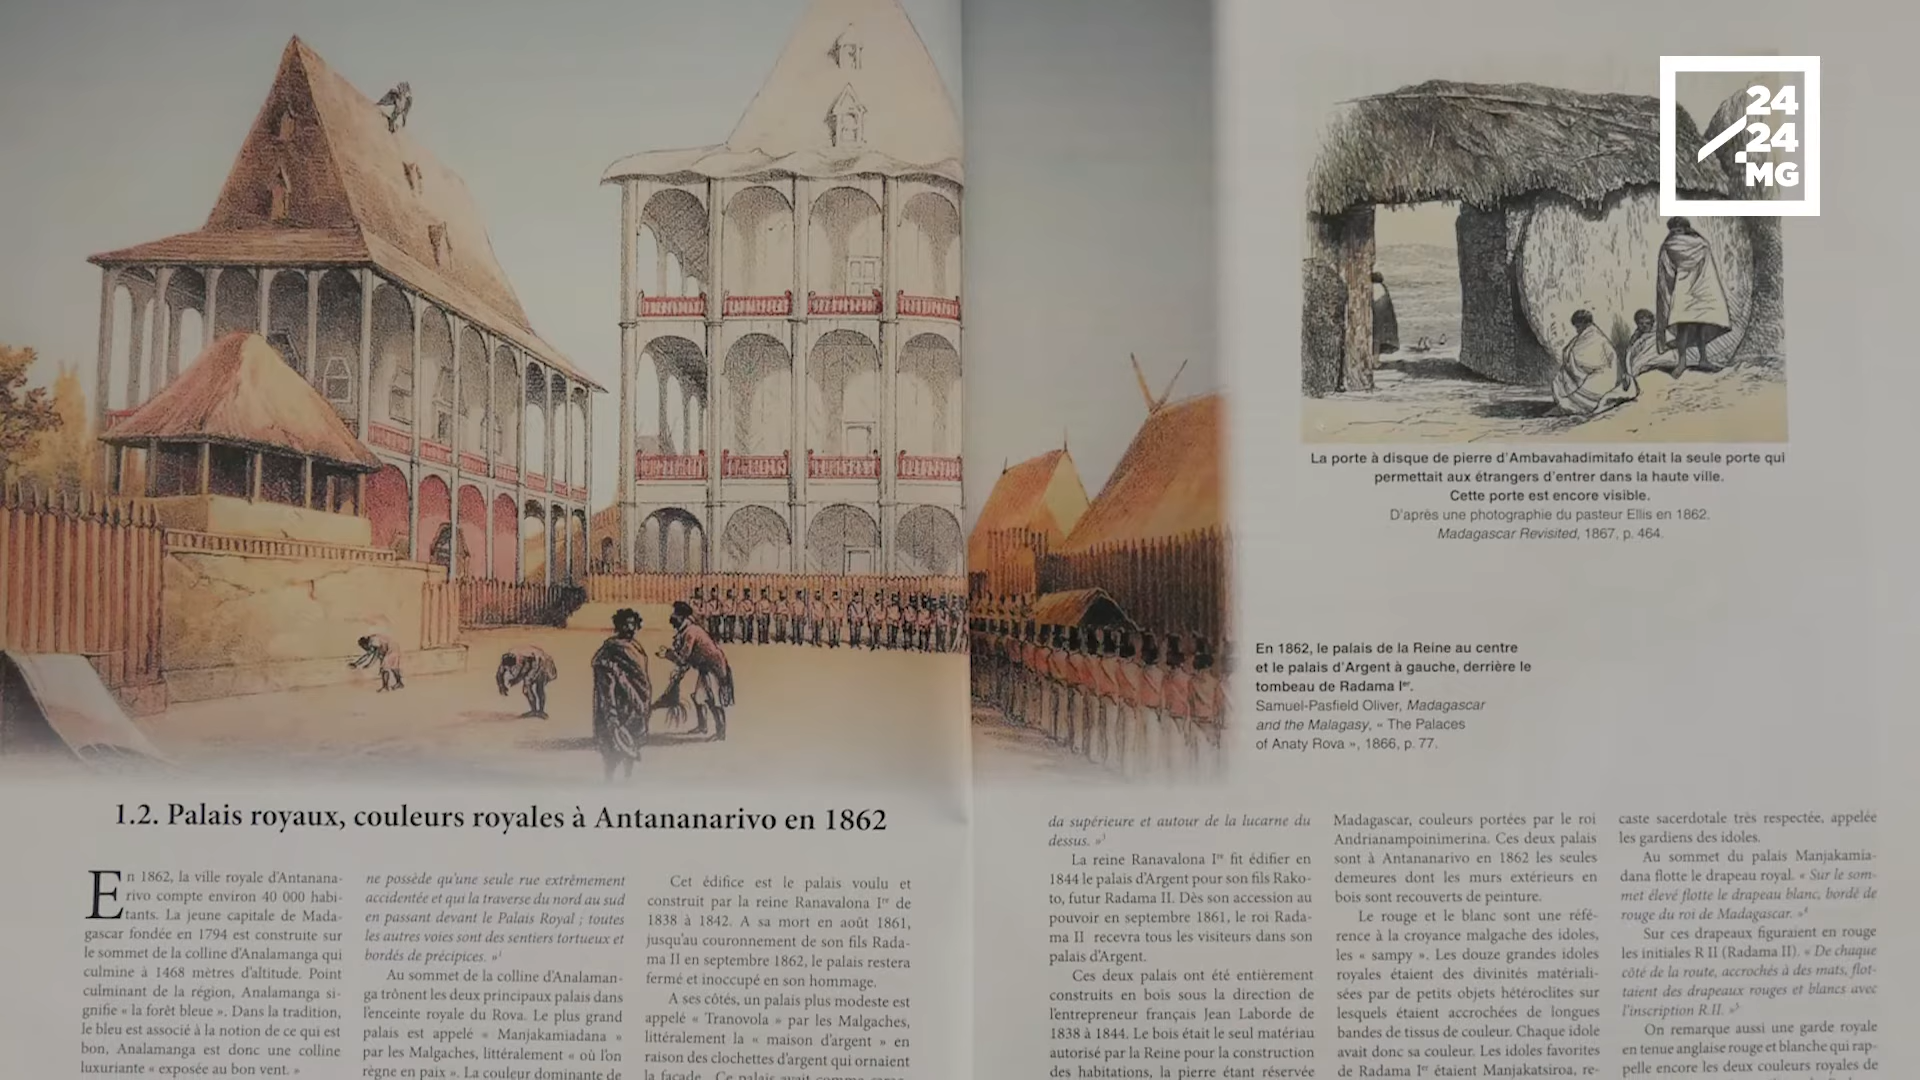 24
24
MG
La porte à disque de pierre d'Ambavahadimitafo était la seule porte qui
permettait aux étrangers d'entrer dans la haute ville.
Cette porte est encore visible.
D'après une photographie du pasteur Ellis en 1862.
Madagascar Revisited, 1867, p. 464.
En 1862, le palais de la Reine au centre
et le palais d'Argent à gauche, derrière le
tombeau de Radama Iᵉʳ.
Samuel-Pasfield Oliver, Madagascar
and the Malagasy, « The Palaces
of Anaty Rova », 1866, p. 77.
1.2. Palais royaux, couleurs royales à Antananarivo en 1862
En 1862, la ville royale d'Antanana-
rivo compte environ 40 000 habi-
tants. La jeune capitale de Mada-
gascar fondée en 1794 est construite sur
le sommet de la colline d'Analamanga qui
culmine à 1468 mètres d'altitude. Point
culminant de la région, Analamanga si-
gnifie « la forêt bleue ». Dans la tradition,
le bleu est associé à la notion de ce qui est
bon, Analamanga est donc une colline
luxuriante « exposée au bon vent. »
ne possède qu'une seule rue extrêmement
accidentée et qui la traverse du nord au sud
en passant devant le Palais Royal ; toutes
les autres voies sont des sentiers tortueux et
bordés de précipices. »¹
Au sommet de la colline d'Analaman-
ga trônent les deux principaux palais dans
l'enceinte royale du Rova. Le plus grand
palais est appelé « Manjakamiadana »
par les Malgaches, littéralement « où l'on
règne en paix ». La couleur dominante de
Cet édifice est le palais voulu et
construit par la reine Ranavalona Iʳᵉ de
1838 à 1842. A sa mort en août 1861,
jusqu'au couronnement de son fils Rada-
ma II en septembre 1862, le palais restera
fermé et inoccupé en son hommage.
A ses côtés, un palais plus modeste est
appelé « Tranovola » par les Malgaches,
littéralement la « maison d'argent » en
raison des clochettes d'argent qui ornaient
la façade. Ce palais avait comme
da supérieure et autour de la lucarne du
dessus. »³
La reine Ranavalona Iʳᵉ fit édifier en
1844 le palais d'Argent pour son fils Rako-
to, futur Radama II. Dès son accession au
pouvoir en septembre 1861, le roi Rada-
ma II recevra tous les visiteurs dans son
palais d'Argent.
Ces deux palais ont été entièrement
construits en bois sous la direction de
l'entrepreneur français Jean Laborde de
1838 à 1844. Le bois était le seul matériau
autorisé par la Reine pour la construction
des habitations, la pierre étant réservée
Madagascar, couleurs portées par le roi
Andrianampoinimerina. Ces deux palais
sont à Antananarivo en 1862 les seules
demeures dont les murs extérieurs en
bois sont recouverts de peinture.
Le rouge et le blanc sont une réfé-
rence à la croyance malgache des idoles,
les « sampy ». Les douze grandes idoles
royales étaient des divinités matériali-
sées par de petits objets hétéroclites sur
lesquels étaient accrochées de longues
bandes de tissus de couleur. Chaque idole
avait donc sa couleur. Les idoles favorites
de Radama Iᵉʳ étaient Manjakatsiroa, re-
caste sacerdotale très respectée, appelée
les gardiens des idoles.
Au sommet du palais Manjakamia-
dana flotte le drapeau royal. « Sur le som-
met élevé flotte le drapeau blanc, bordé de
rouge du roi de Madagascar. »⁴
Sur ces drapeaux figuraient en rouge
les initiales R II (Radama II). « De chaque
côté de la route, accrochés à des mats, flot-
taient des drapeaux rouges et blancs avec
l'inscription R.II. »⁵
On remarque aussi une garde royale
en tenue anglaise rouge et blanche qui rap-
pelle encore les deux couleurs royales de